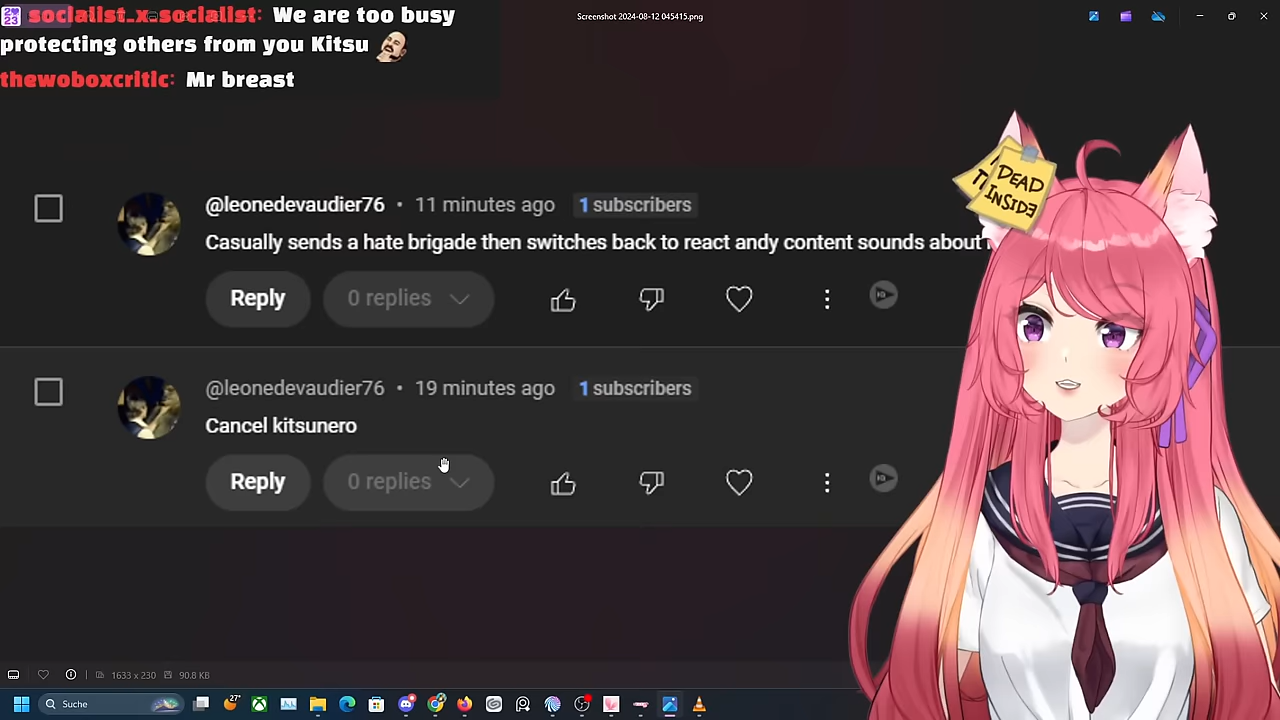 socialist_x_socialist: We are too busy
Screenshot 2024-08-12 045415.png
protecting others from you Kitsu
thewoboxcritic: Mr breast
DEAD
INSIDE
@leonedevaudier76 • 11 minutes ago 1 subscribers
Casually sends a hate brigade then switches back to react andy content sounds about
Reply 0 replies
@leonedevaudier76 • 19 minutes ago 1 subscribers
Cancel kitsunero
Reply 0 replies
1633 x 230 90.8 KB
Suche 27°